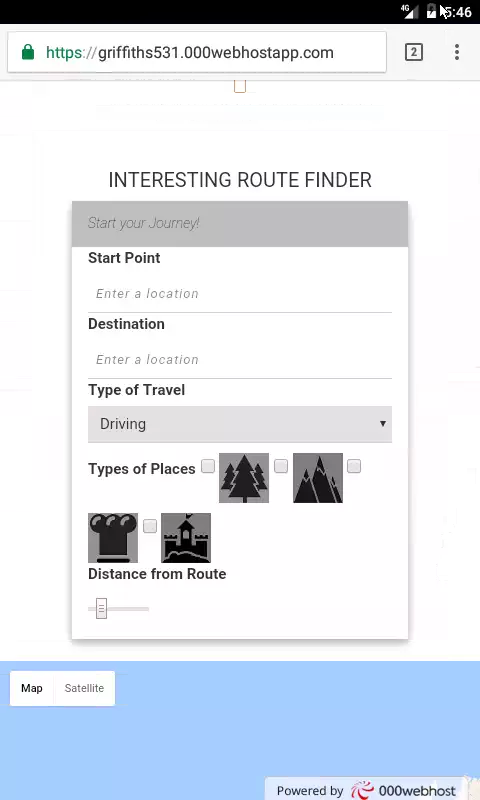 4G 5:46
https://griffiths531.000webhostapp.com 2
INTERESTING ROUTE FINDER
Start your Journey!
Start Point
Enter a location
Destination
Enter a location
Type of Travel
Driving
Types of Places
Distance from Route
Map Satellite
Powered by 000webhost